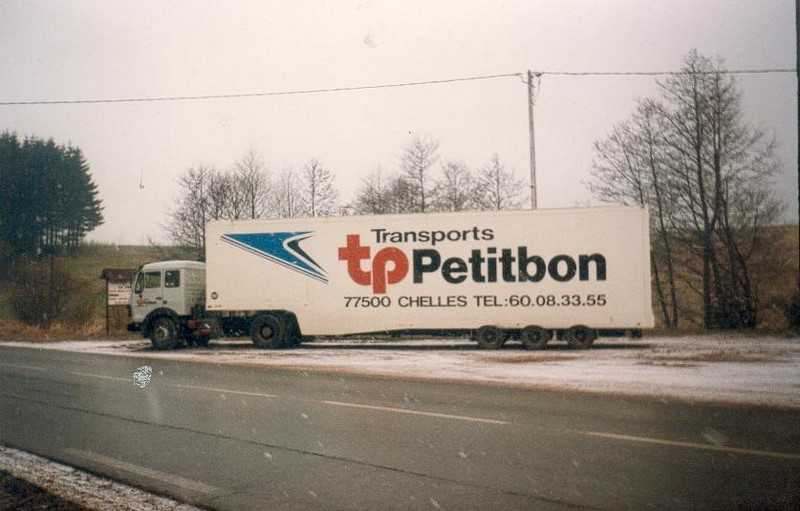 Transports
tp Petitbon
77500 CHELLES TEL:60.08.33.55